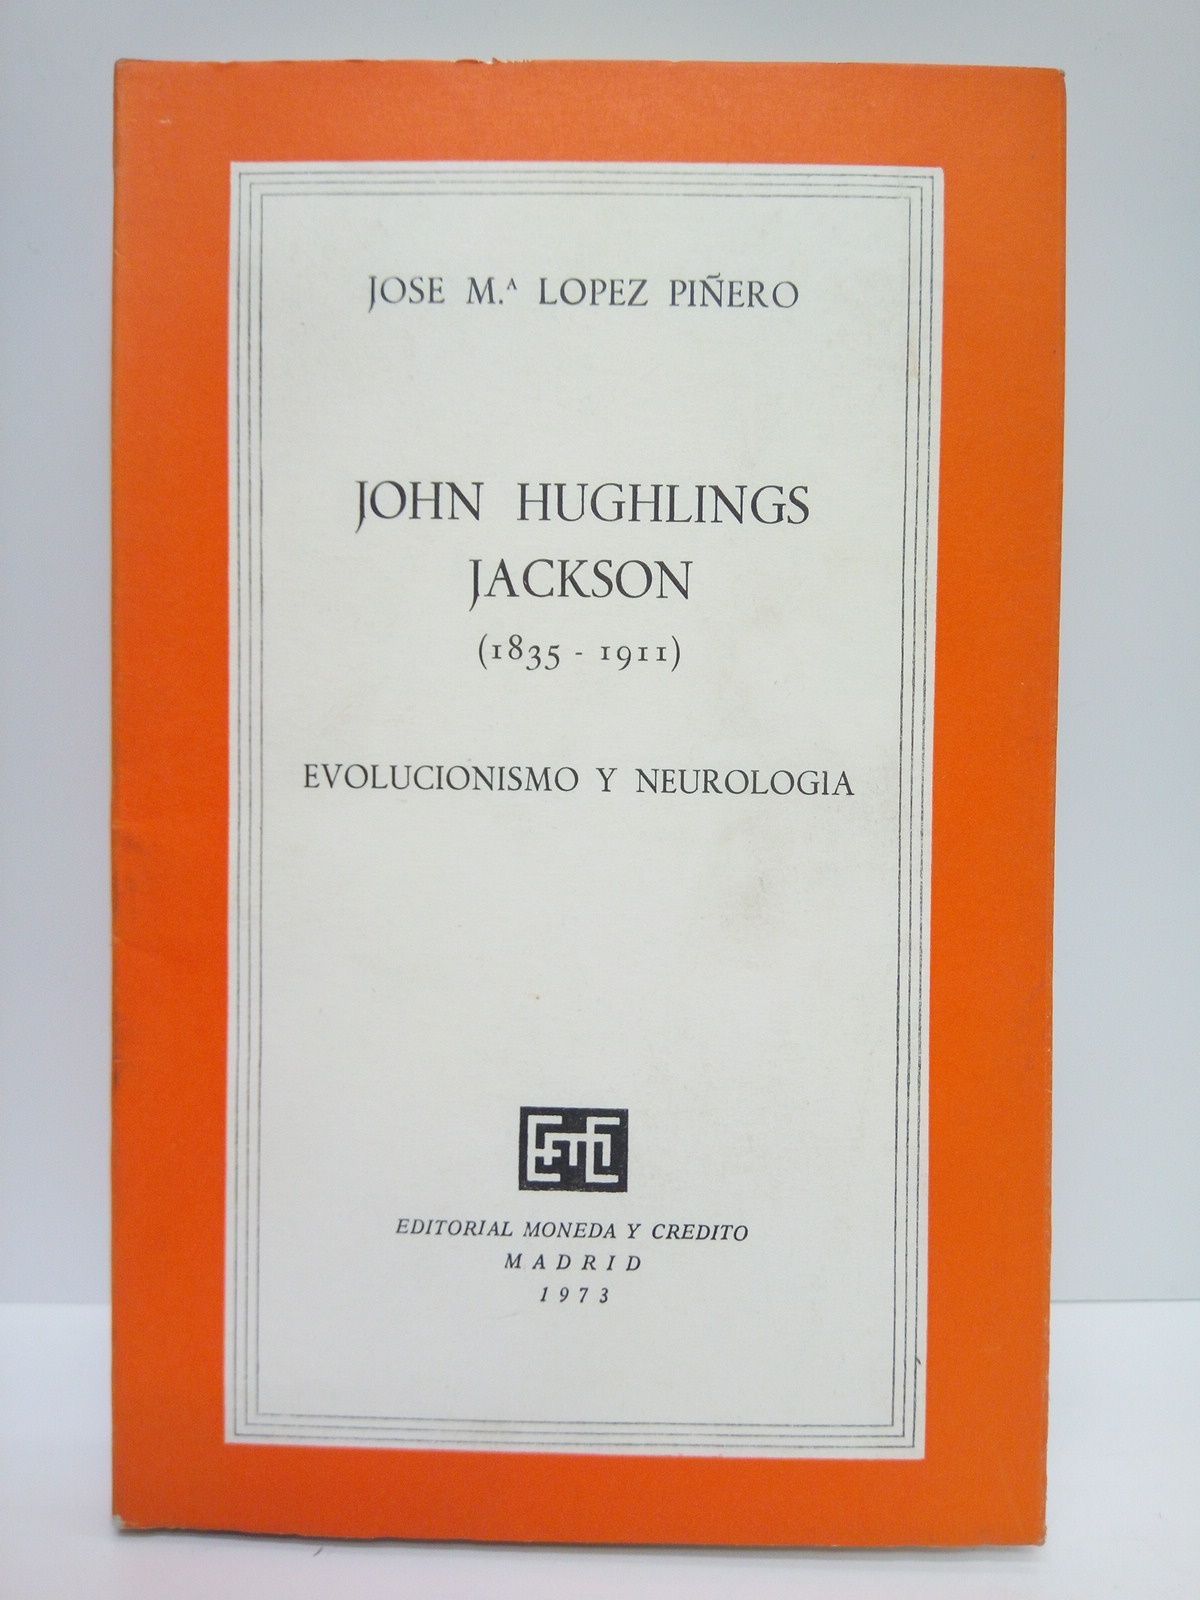 JOSE M.ª LOPEZ PIÑERO
JOHN HUGHLINGS
JACKSON
(1835 - 1911)
EVOLUCIONISMO Y NEUROLOGIA
EDITORIAL MONEDA Y CREDITO
MADRID
1973